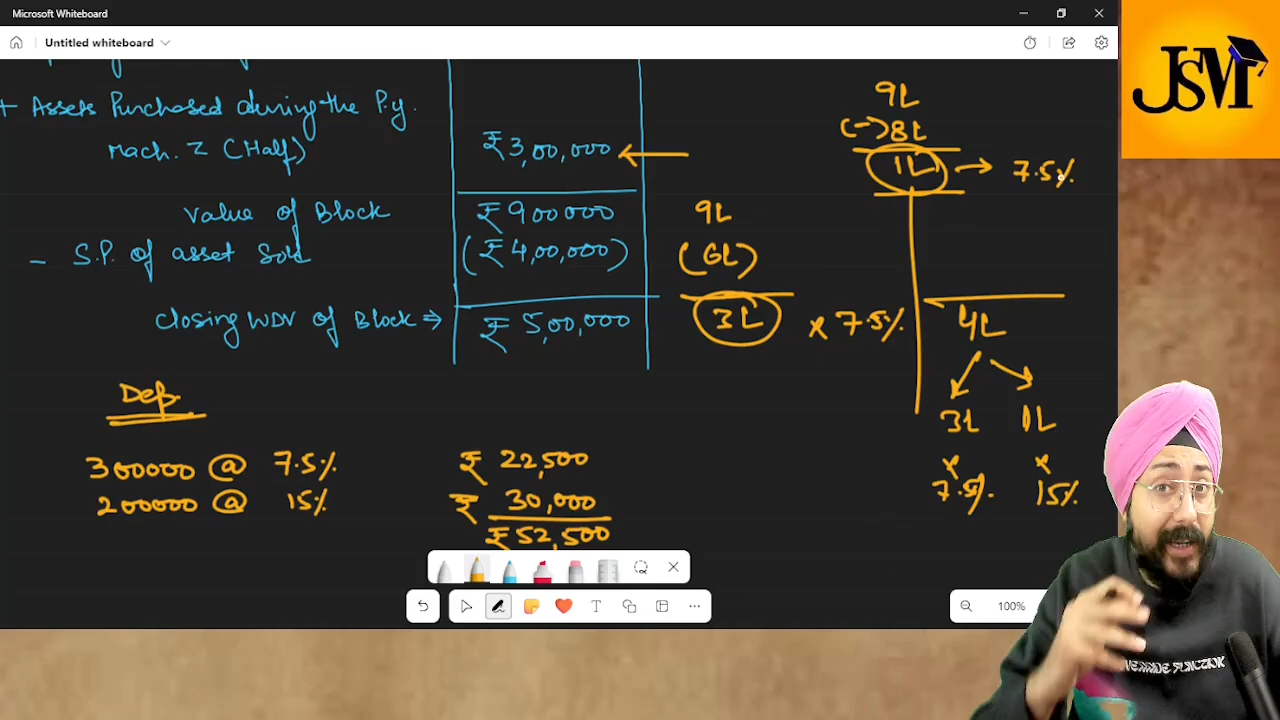 Microsoft Whiteboard
Untitled whiteboard
+ Assets Purchased during the P.y.
Mach. Z (Half)
₹3,00,000
value of Block
₹900000
- S.P. of asset Sold
(₹4,00,000)
closing WDV of Block ⇒
₹5,00,000
9L
(6L)
3L × 7.5%
9L
(-) 8L
1L → 7.5%
4L
3L 1L
× ×
7.5% 15%
Dep.
300000 @ 7.5% ₹ 22,500
200000 @ 15% ₹ 30,000
₹52,500
100%
JSM